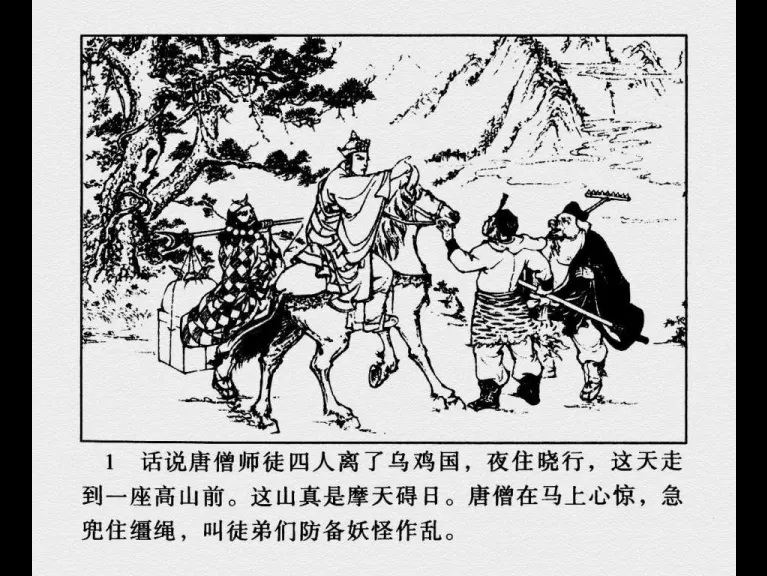 1 话说唐僧师徒四人离了乌鸡国，夜住晓行，这天走
到一座高山前。这山真是摩天碍日。唐僧在马上心惊，急
兜住缰绳，叫徒弟们防备妖怪作乱。